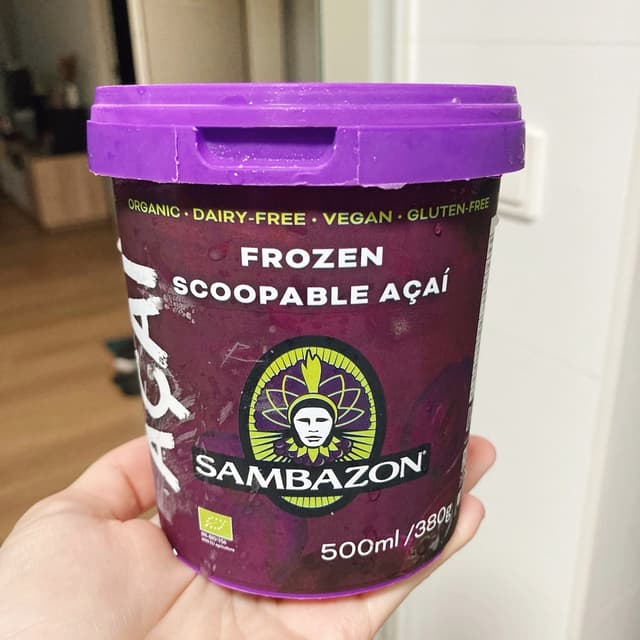 ORGANIC · DAIRY-FREE · VEGAN · GLUTEN-FREE
FROZEN
SCOOPABLE AÇAÍ
AÇAÍ
SAMBAZON®
500ml /380g